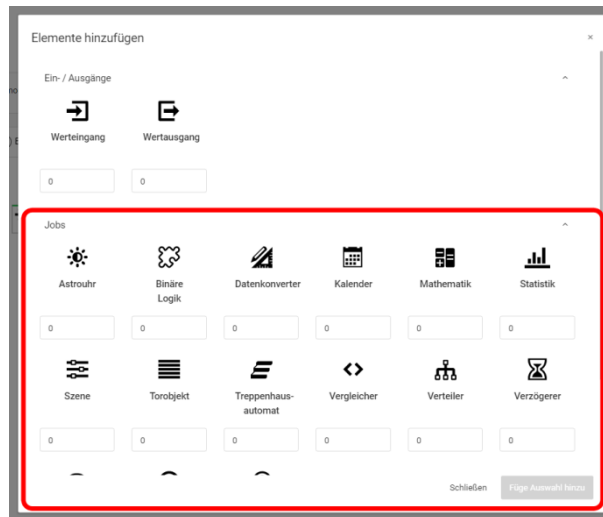 Elemente hinzufügen
×
Ein- / Ausgänge
Werteingang Wertausgang
0 0
Jobs
Astrouhr Binäre Logik Datenkonverter Kalender Mathematik Statistik
0 0 0 0 0 0
Szene Torobjekt Treppenhaus-automat Vergleicher Verteiler Verzögerer
0 0 0 0 0 0
Schließen Füge Auswahl hinzu